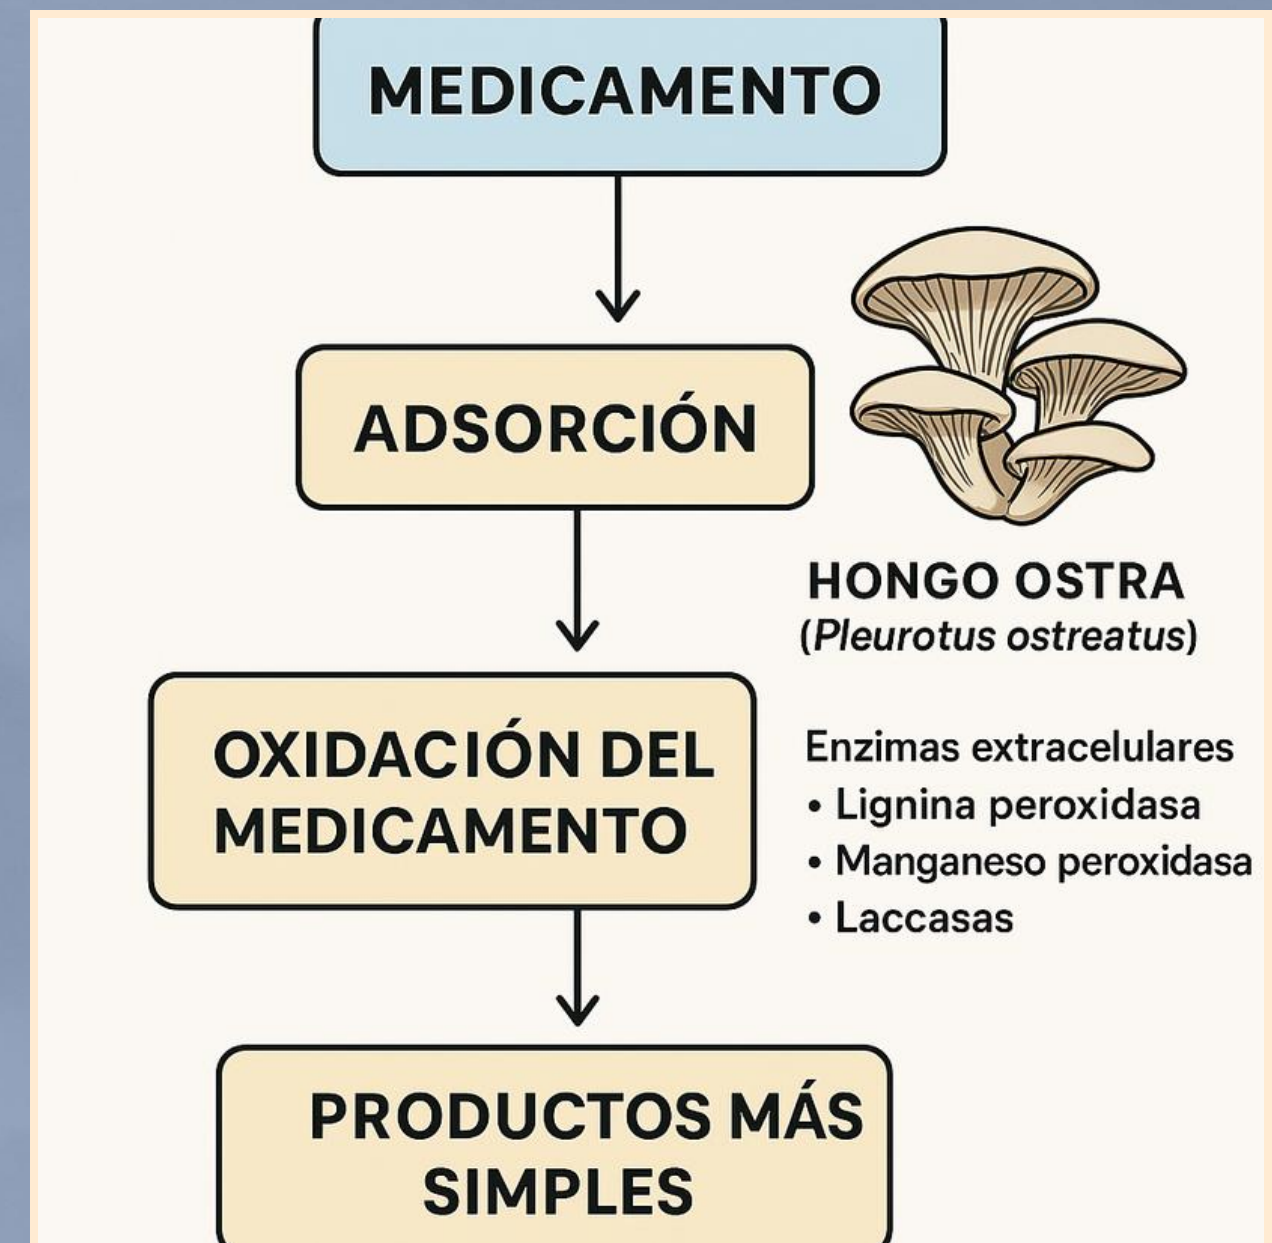 MEDICAMENTO
ADSORCIÓN
HONGO OSTRA
(Pleurotus ostreatus)
OXIDACIÓN DEL
MEDICAMENTO
Enzimas extracelulares
• Lignina peroxidasa
• Manganeso peroxidasa
• Laccasas
PRODUCTOS MÁS
SIMPLES